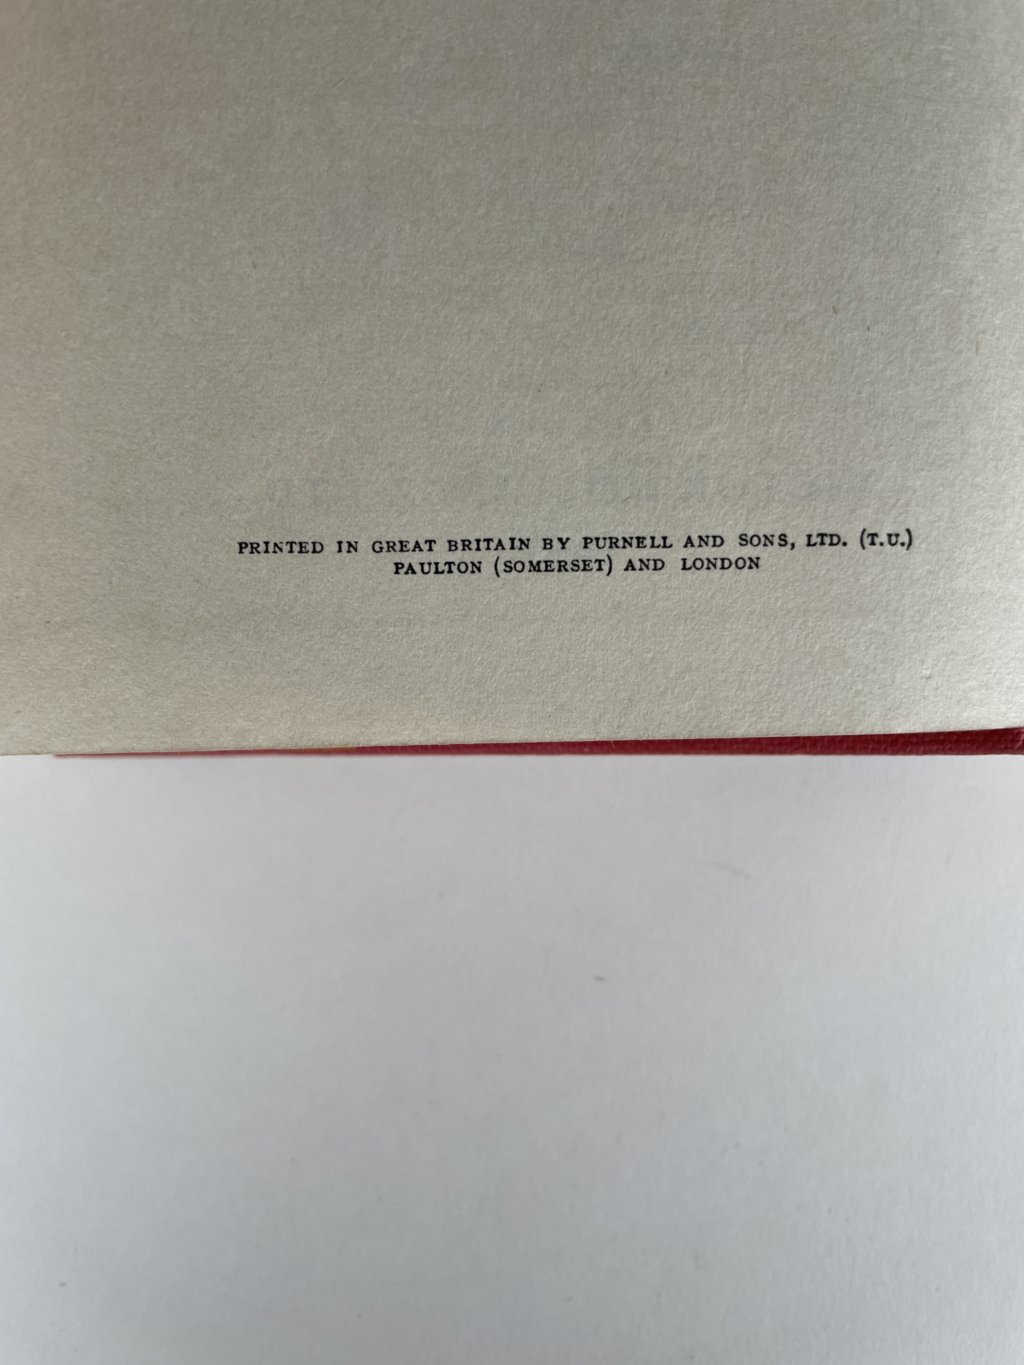 PRINTED IN GREAT BRITAIN BY PURNELL AND SONS, LTD. (T.U.)
PAULTON (SOMERSET) AND LONDON